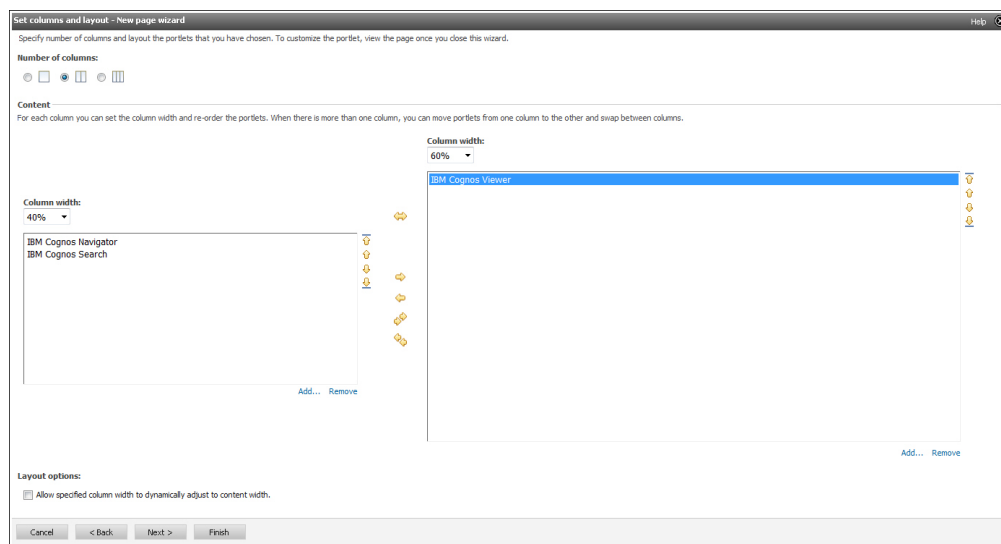 Set columns and layout - New page wizard
Help
Specify number of columns and layout the portlets that you have chosen. To customize the portlet, view the page once you close this wizard.
Number of columns:
Content
For each column you can set the column width and re-order the portlets. When there is more than one column, you can move portlets from one column to the other and swap between columns.
Column width:
60%
IBM Cognos Viewer
Column width:
40%
IBM Cognos Navigator
IBM Cognos Search
Add... Remove
Add... Remove
Layout options:
Allow specified column width to dynamically adjust to content width.
Cancel < Back Next > Finish